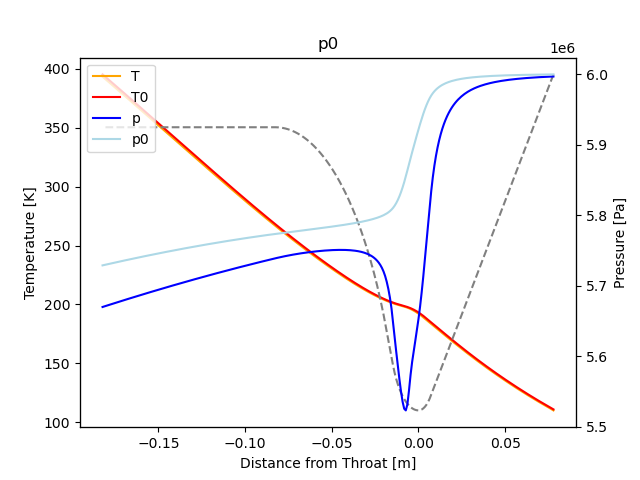 p0
1e6
400
350
300
250
200
150
100
Temperature [K]
T
T0
p
p0
6.0
5.9
5.8
5.7
5.6
5.5
Pressure [Pa]
−0.15
−0.10
−0.05
0.00
0.05
Distance from Throat [m]